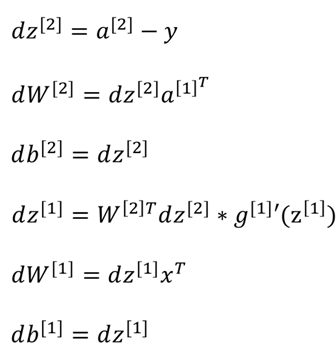 dz^[2] = a^[2] − y
dW^[2] = dz^[2] a^[1]^T
db^[2] = dz^[2]
dz^[1] = W^[2]T dz^[2] * g^[1]′(z^[1])
dW^[1] = dz^[1] x^T
db^[1] = dz^[1]